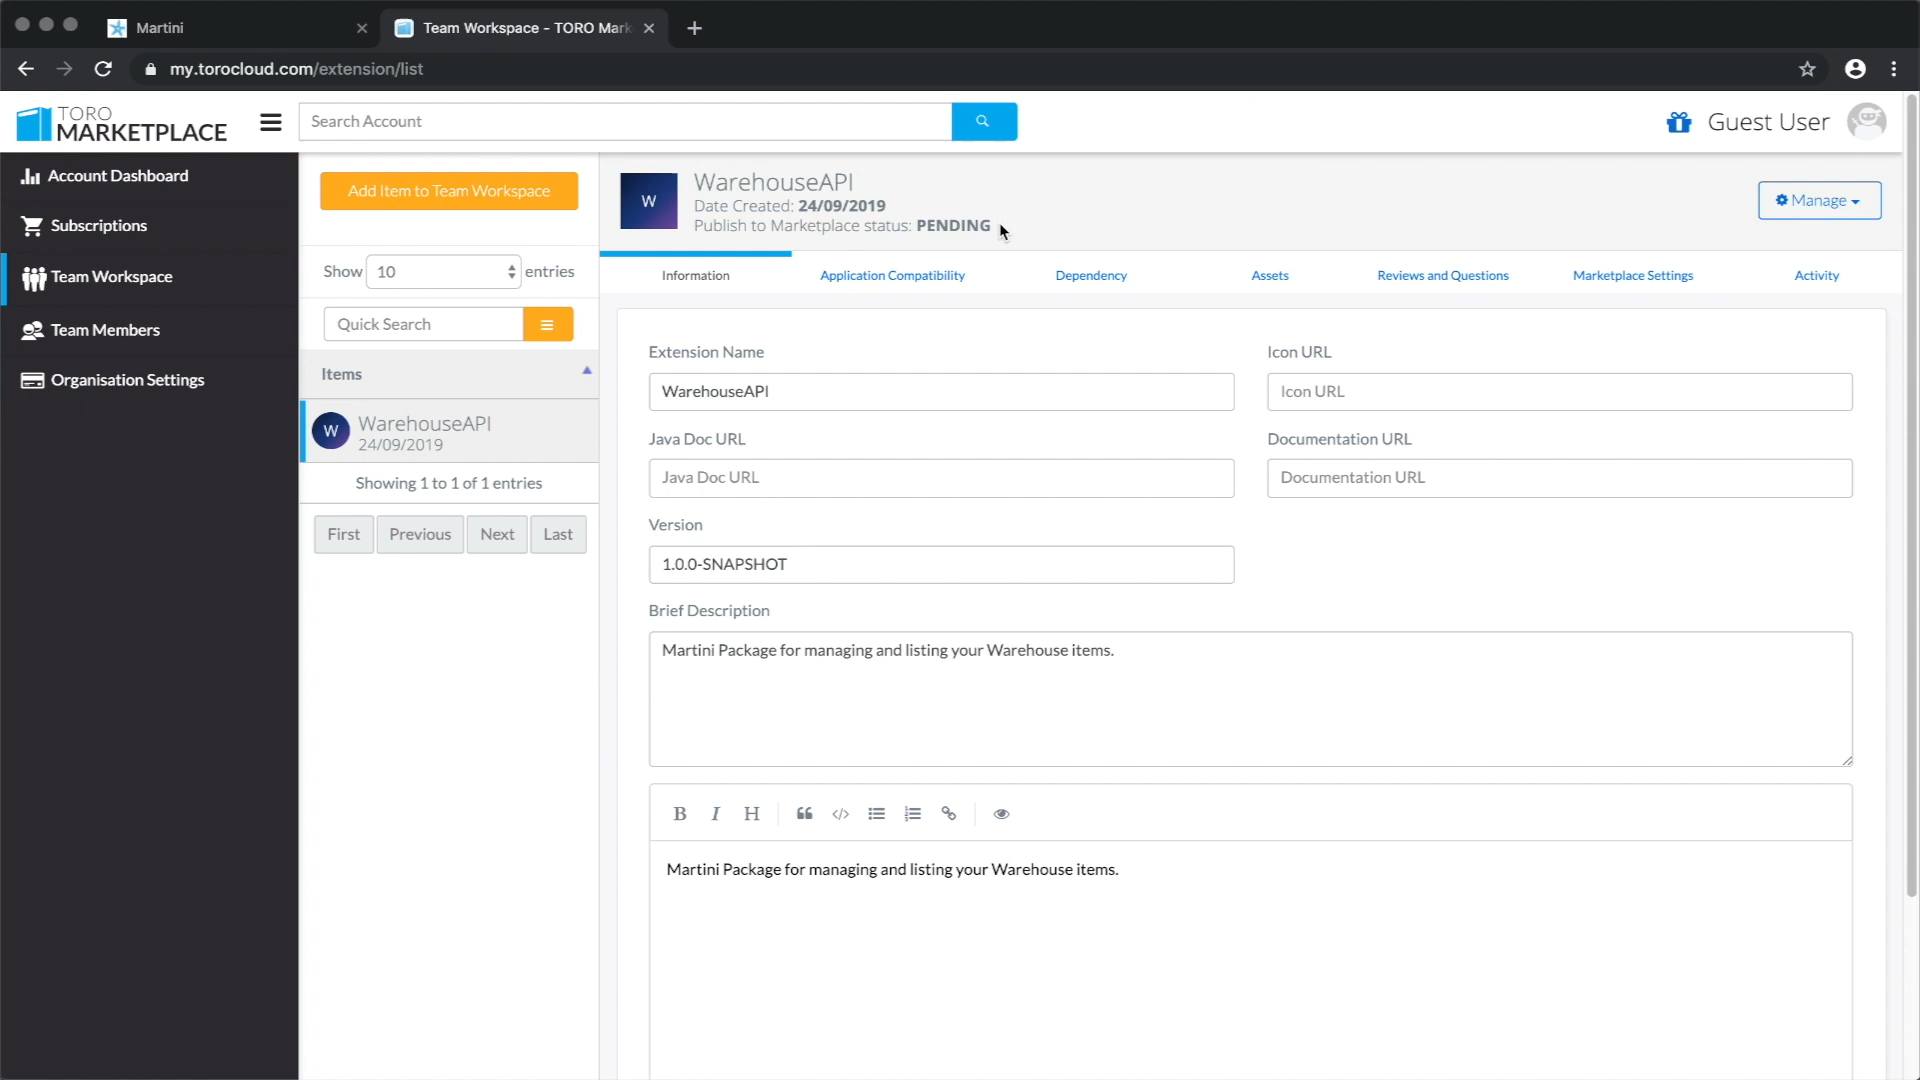 Martini
Team Workspace - TORO Mark
my.torocloud.com/extension/list
TORO
MARKETPLACE
Search Account
Guest User
Account Dashboard
Subscriptions
Team Workspace
Team Members
Organisation Settings
Add Item to Team Workspace
Show 10 entries
Quick Search
Items
W
WarehouseAPI
24/09/2019
Showing 1 to 1 of 1 entries
First Previous Next Last
W
WarehouseAPI
Date Created: 24/09/2019
Publish to Marketplace status: PENDING
Manage
Information Application Compatibility Dependency Assets Reviews and Questions Marketplace Settings Activity
Extension Name Icon URL
WarehouseAPI Icon URL
Java Doc URL Documentation URL
Java Doc URL Documentation URL
Version
1.0.0-SNAPSHOT
Brief Description
Martini Package for managing and listing your Warehouse items.
B I H
Martini Package for managing and listing your Warehouse items.